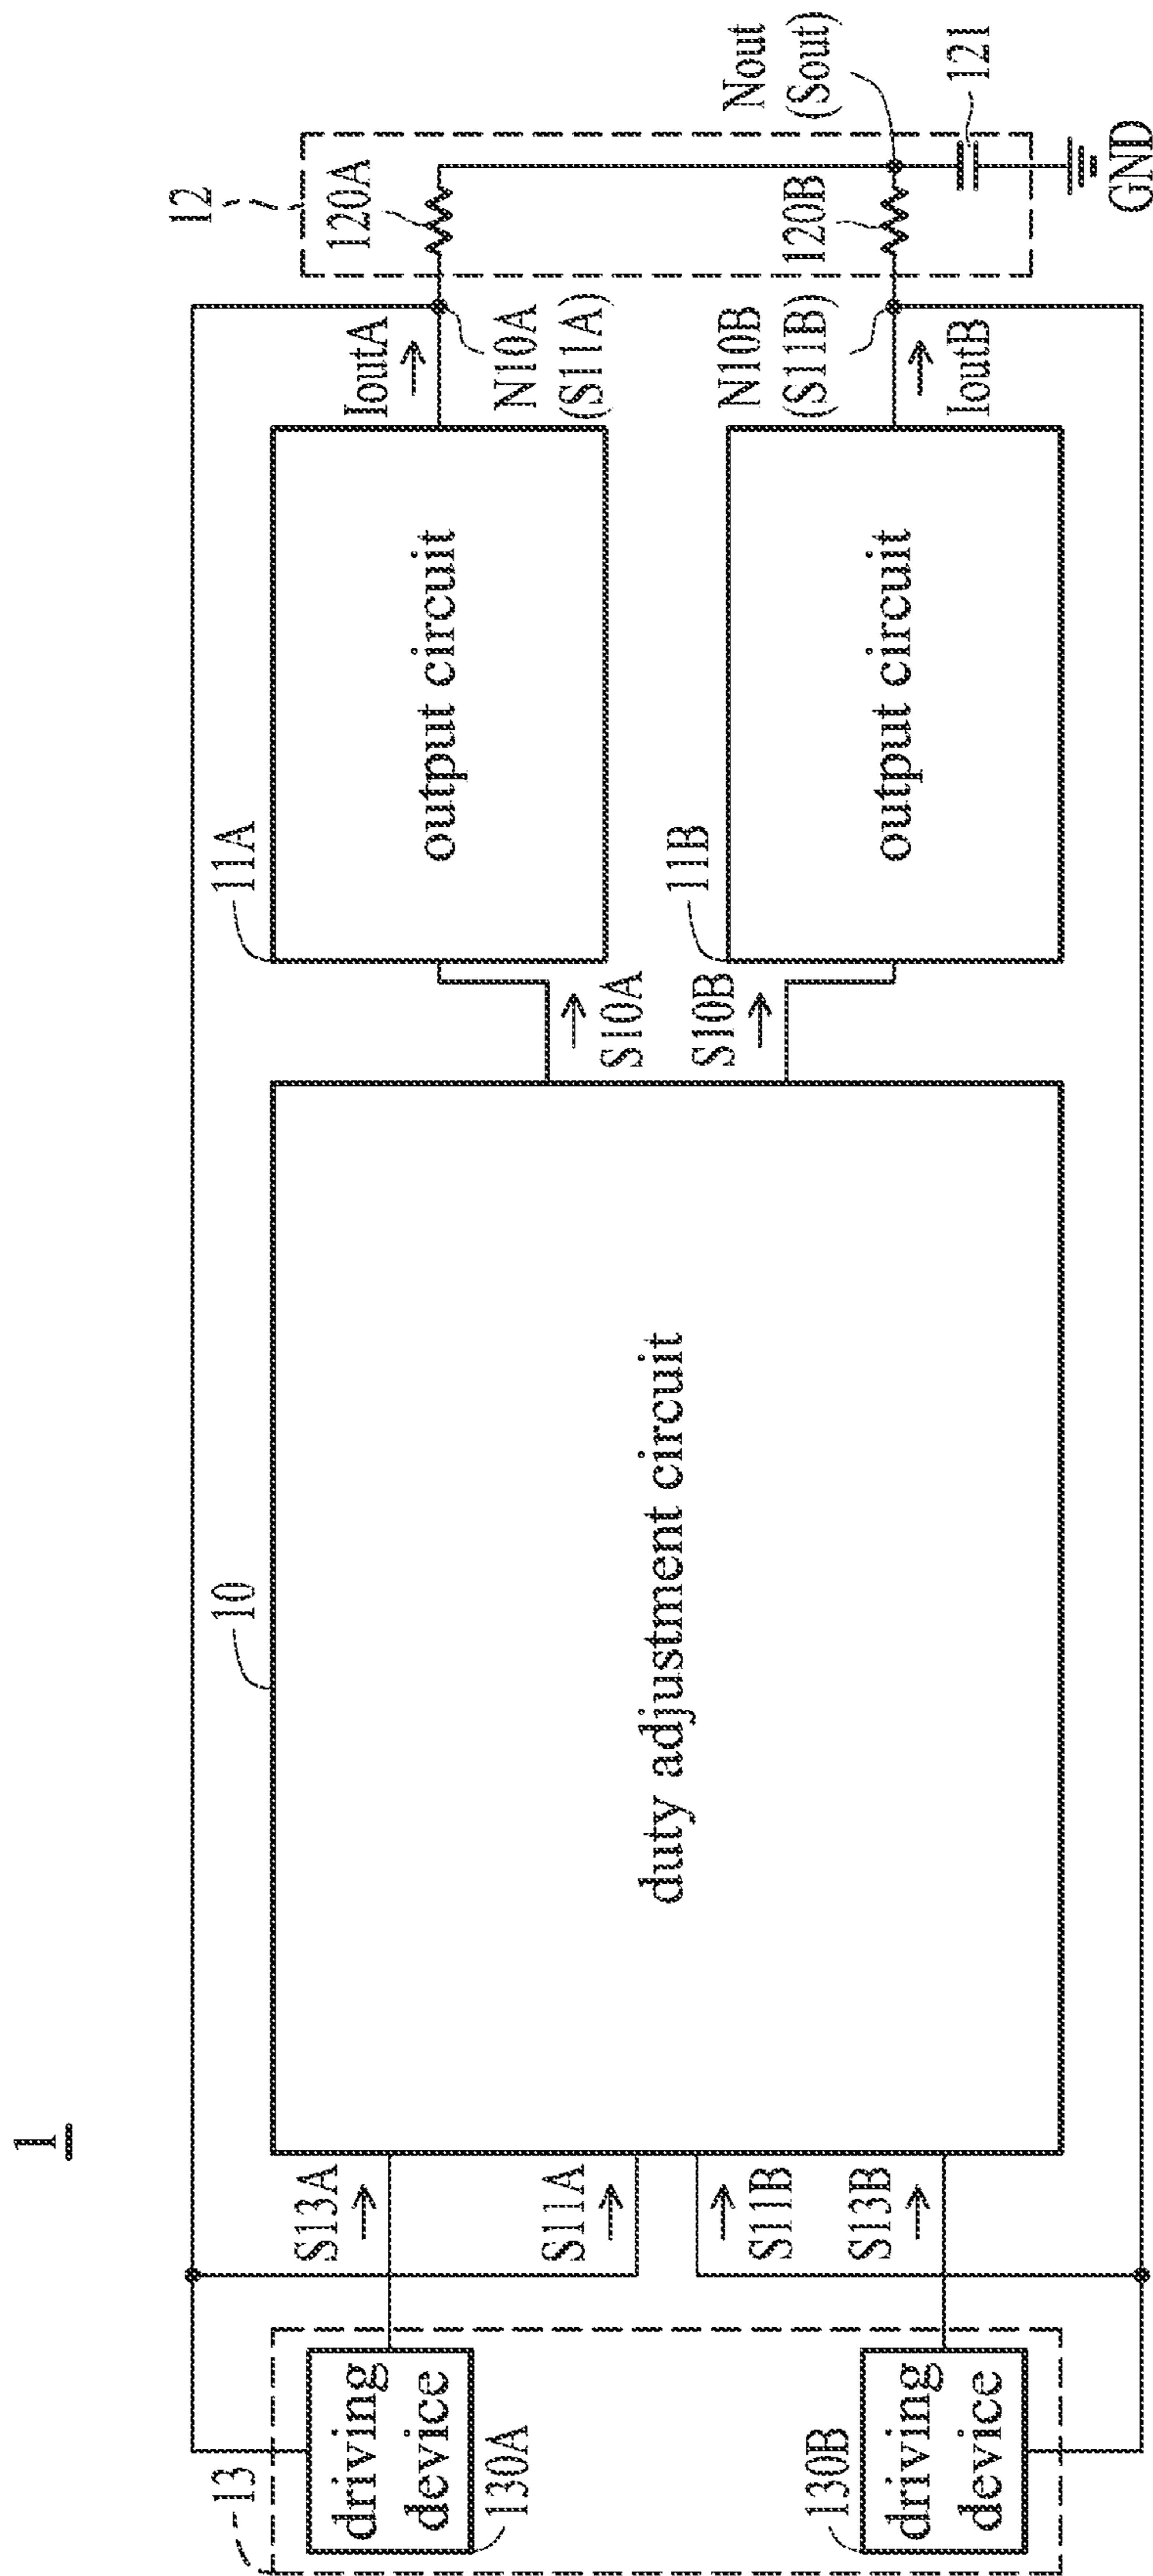 1
13
driving
device
130A
driving
device
130B
S13A
S11A
S11B
S13B
10
duty adjustment circuit
S10A
S10B
11A
output circuit
11B
output circuit
IoutA
N10A
(S11A)
N10B
(S11B)
IoutB
12
120A
120B
Nout
(Sout)
121
GND